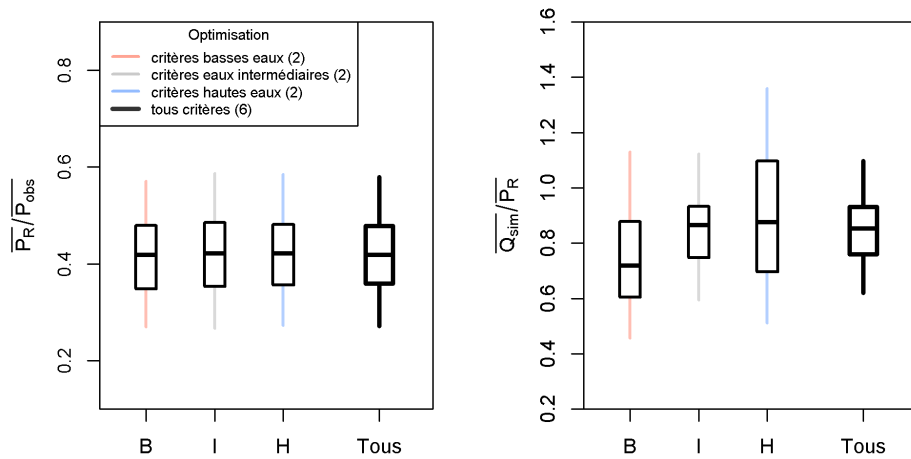 Optimisation
critères basses eaux (2)
critères eaux intermédiaires (2)
critères hautes eaux (2)
tous critères (6)
P_R/P_obs
0.8
0.6
0.4
0.2
B I H Tous
Q_sim/P_R
1.6
1.4
1.2
1.0
0.8
0.6
0.4
0.2
B I H Tous